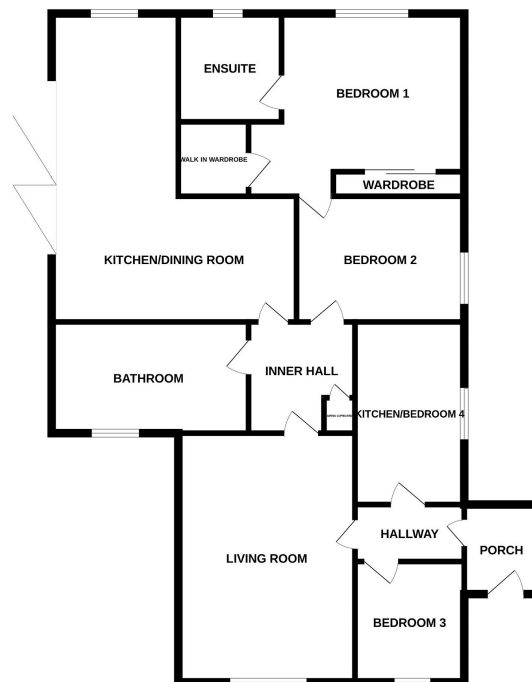 ENSUITE
BEDROOM 1
WALK IN WARDROBE
WARDROBE
KITCHEN/DINING ROOM
BEDROOM 2
BATHROOM
INNER HALL
KITCHEN/BEDROOM 4
HALLWAY
PORCH
LIVING ROOM
BEDROOM 3